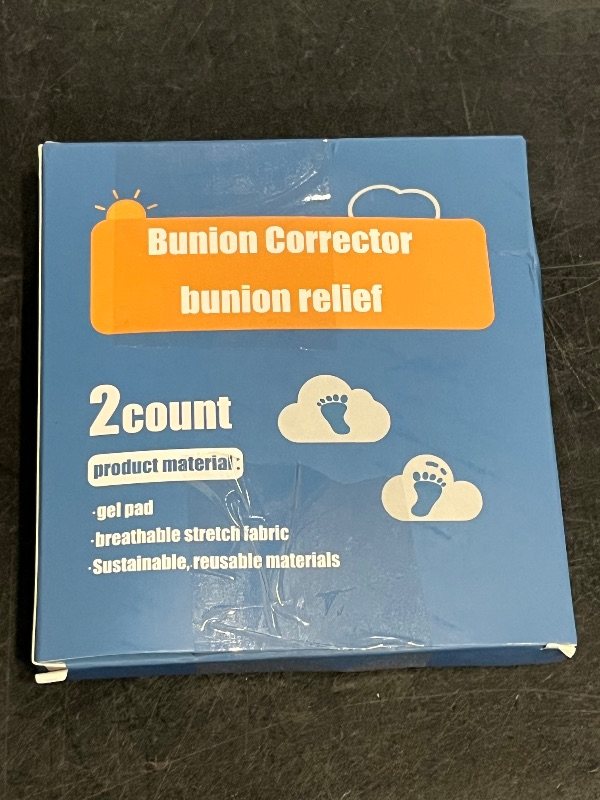 Bunion Corrector
bunion relief
2count
product material:
·gel pad
·breathable stretch fabric
·Sustainable, reusable materials